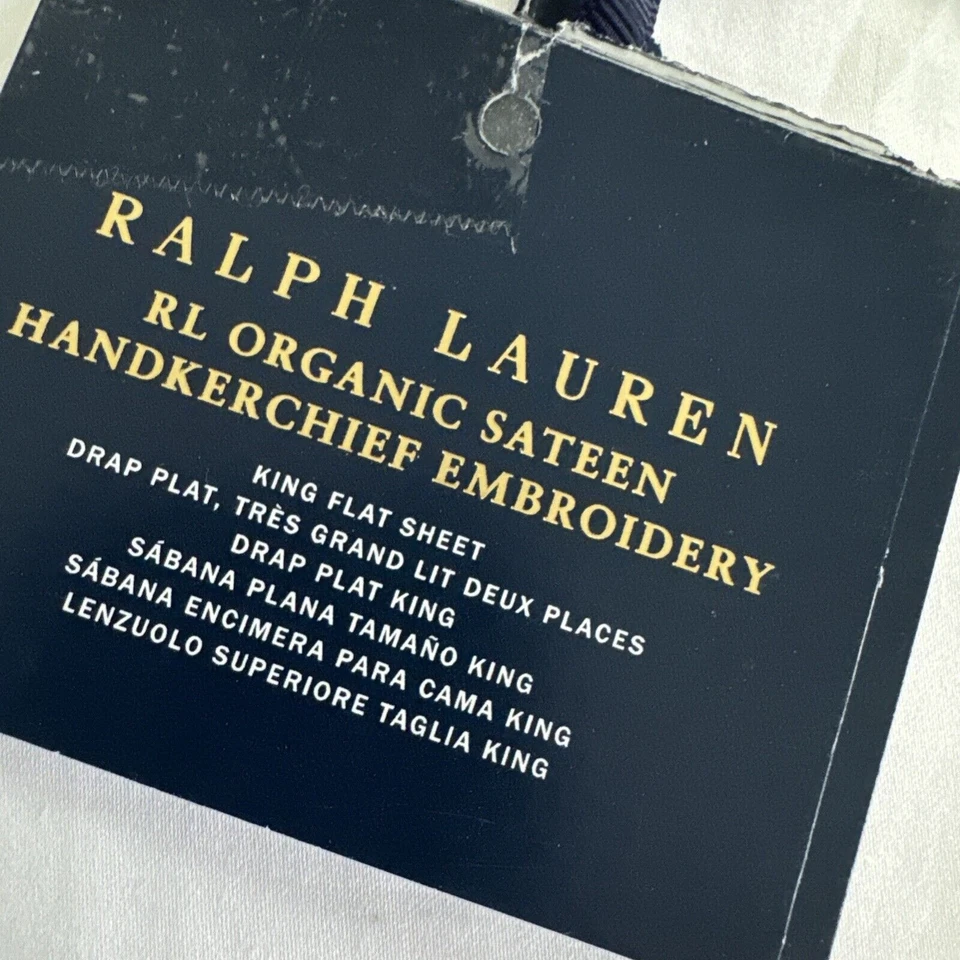 RALPH LAUREN
RL ORGANIC SATEEN
HANDKERCHIEF EMBROIDERY
KING FLAT SHEET
DRAP PLAT, TRÈS GRAND LIT DEUX PLACES
DRAP PLAT KING
SÁBANA PLANA TAMAÑO KING
SÁBANA ENCIMERA PARA CAMA KING
LENZUOLO SUPERIORE TAGLIA KING